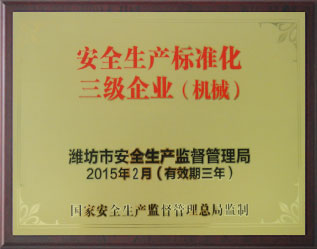 安全生产标准化
三级企业（机械）
潍坊市安全生产监督管理局
2015年2月（有效期三年）
国家安全生产监督管理总局监制